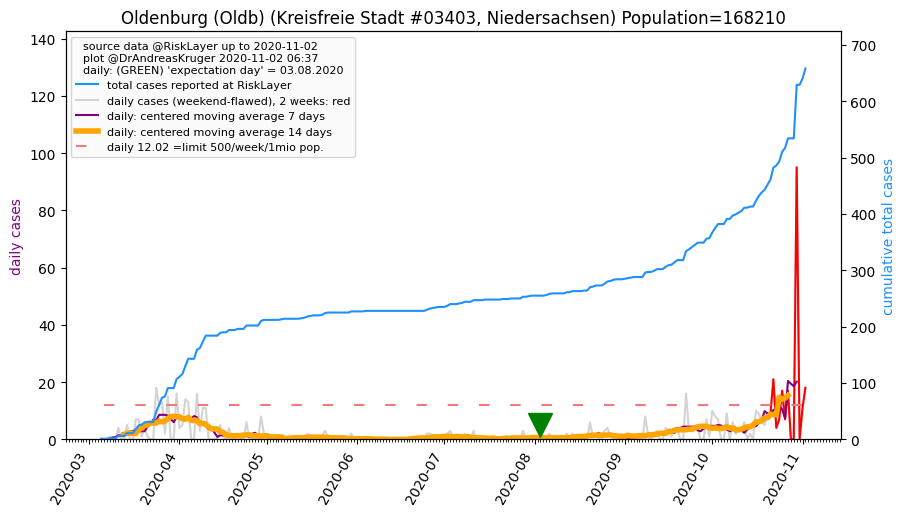 Oldenburg (Oldb) (Kreisfreie Stadt #03403, Niedersachsen) Population=168210
source data @RiskLayer up to 2020-11-02
plot @DrAndreasKruger 2020-11-02 06:37
daily: (GREEN) 'expectation day' = 03.08.2020
total cases reported at RiskLayer
daily cases (weekend-flawed), 2 weeks: red
daily: centered moving average 7 days
daily: centered moving average 14 days
daily 12.02 =limit 500/week/1mio pop.
daily cases
140
120
100
80
60
40
20
0
cumulative total cases
700
600
500
400
300
200
100
0
2020-03
2020-04
2020-05
2020-06
2020-07
2020-08
2020-09
2020-10
2020-11